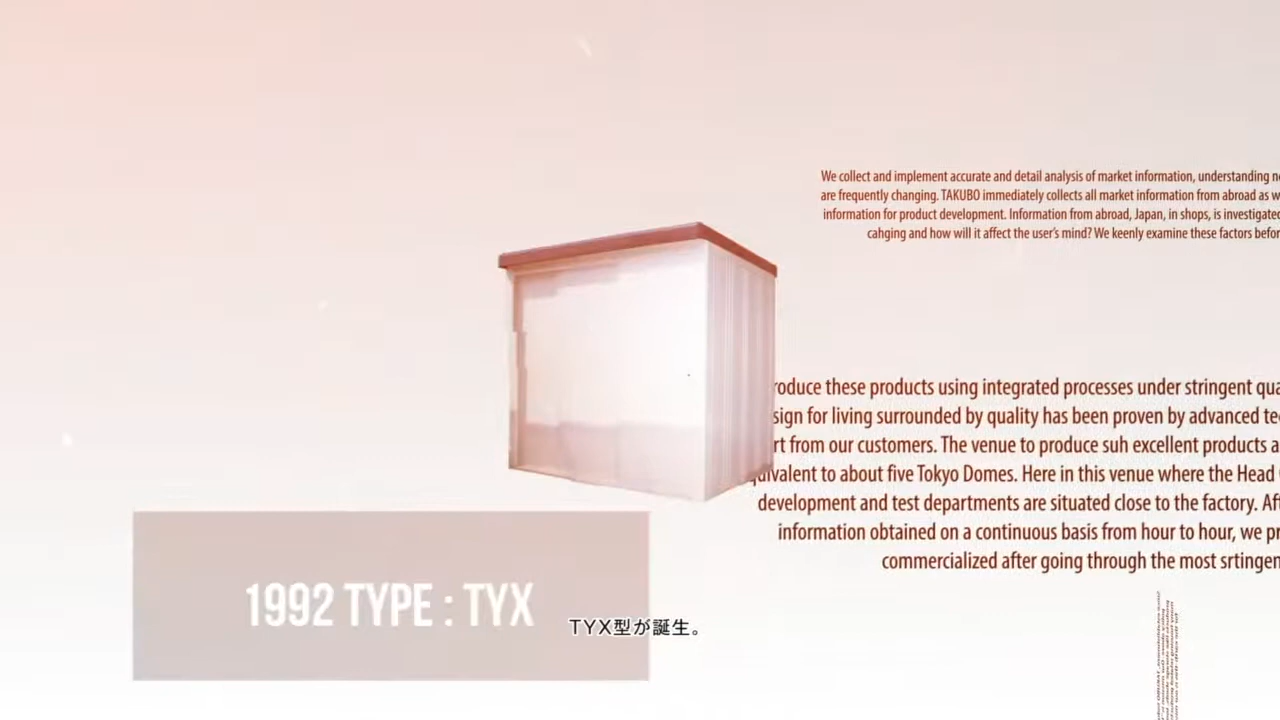 We collect and implement accurate and detail analysis of market information, understanding
are frequently changing. TAKUBO immediately collects all market information from abroad as
information for product development. Information from abroad, Japan, in shops, is investigated
cahging and how will it affect the user's mind? We keenly examine these factors
roduce these products using integrated processes under stringent
sign for living surrounded by quality has been proven by advanced
rt from our customers. The venue to produce suh excellent products
quivalent to about five Tokyo Domes. Here in this venue where the Head
development and test departments are situated close to the factory.
information obtained on a continuous basis from hour to hour, we
commercialized after going through the most
1992 TYPE : TYX
TYX型が誕生。